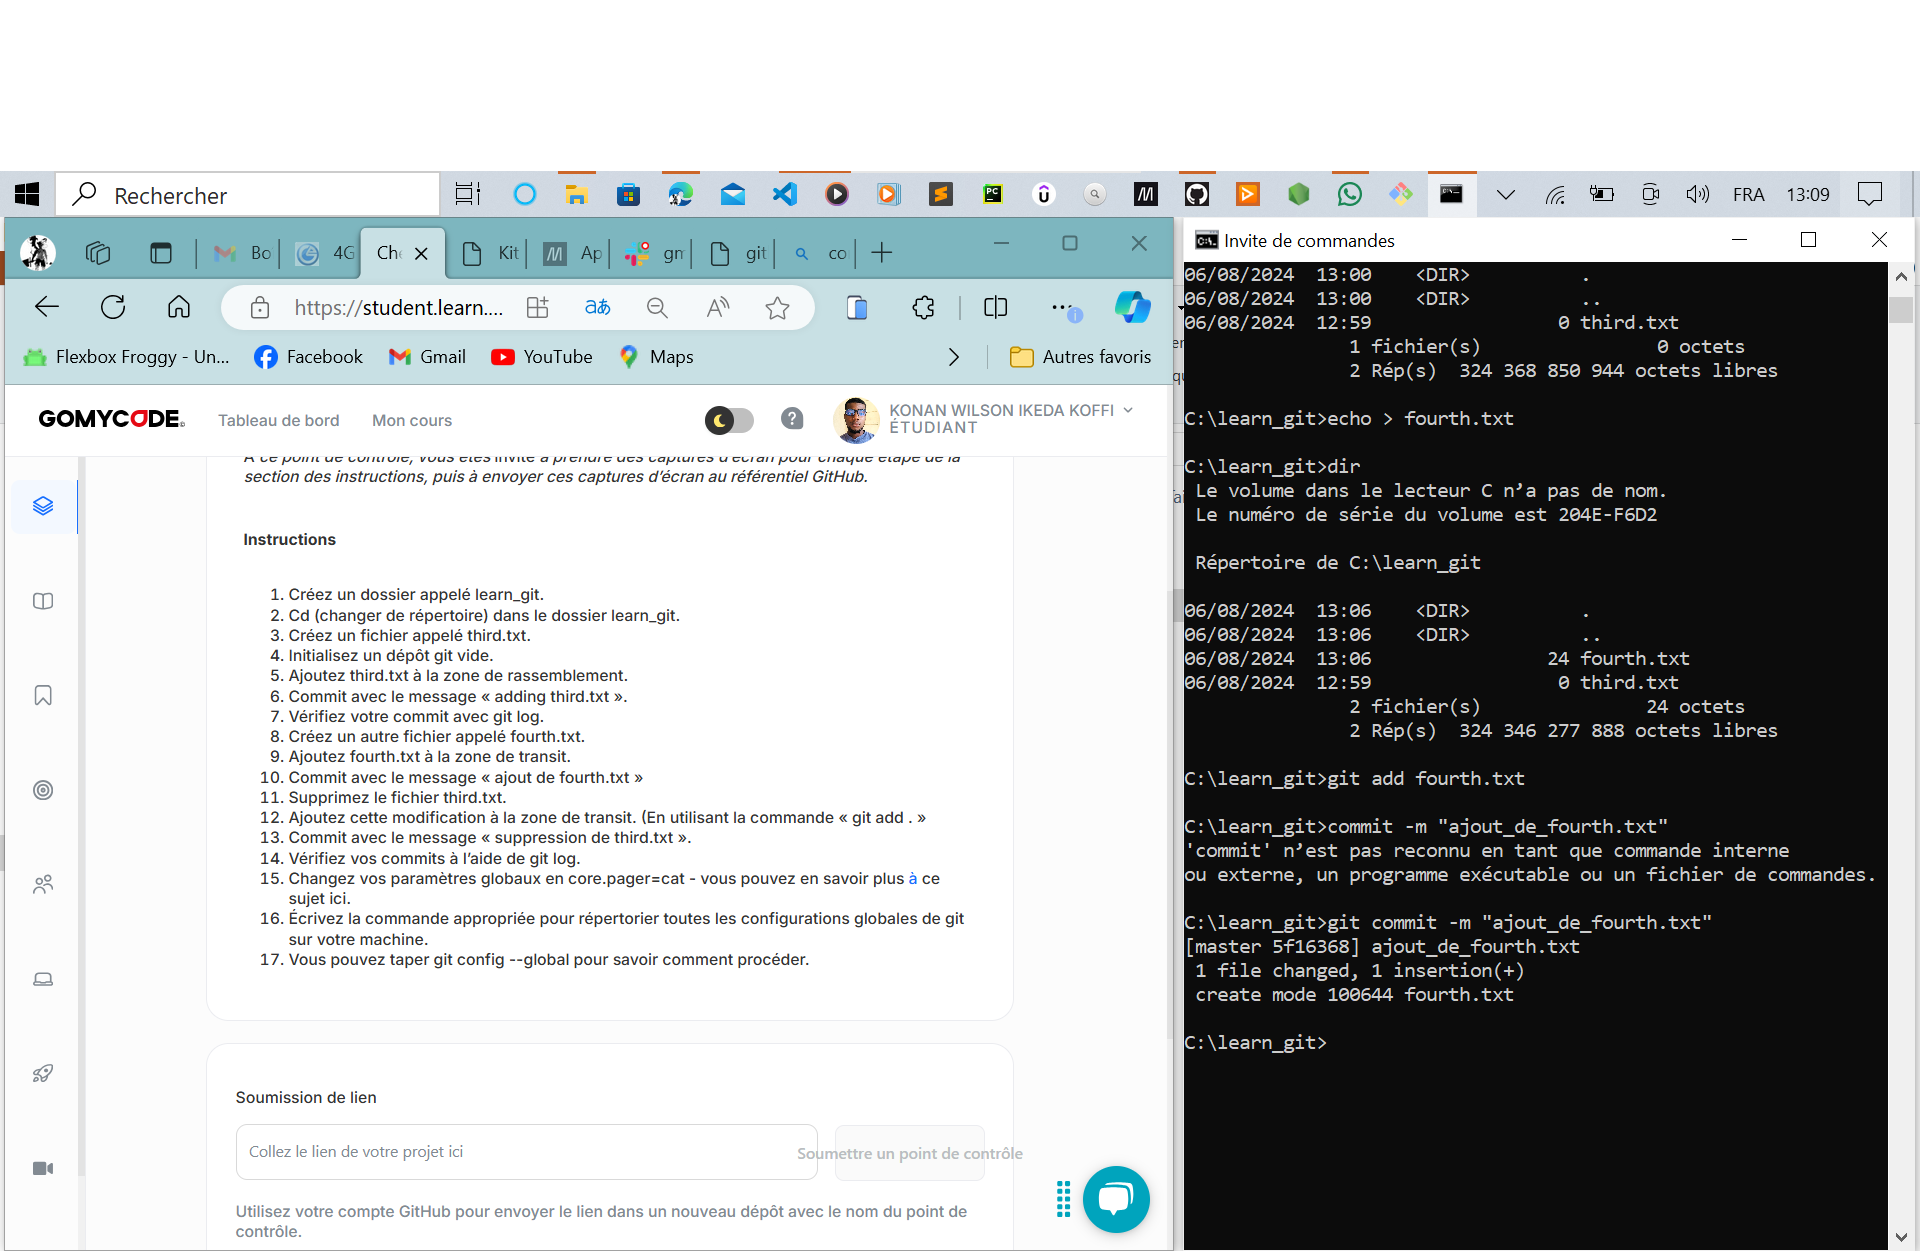 Rechercher
FRA
13:09
Bo
4G
Che
Kit
Ap
gm
git
co
https://student.learn....
Flexbox Froggy - Un...
Facebook
Gmail
YouTube
Maps
Autres favoris
GOMYCODE
Tableau de bord
Mon cours
KONAN WILSON IKEDA KOFFI
ÉTUDIANT
A ce point de contrôle, vous êtes invité à prendre des captures d'écran pour chaque étape de la
section des instructions, puis à envoyer ces captures d'écran au référentiel GitHub.
Instructions
1. Créez un dossier appelé learn_git.
2. Cd (changer de répertoire) dans le dossier learn_git.
3. Créez un fichier appelé third.txt.
4. Initialisez un dépôt git vide.
5. Ajoutez third.txt à la zone de rassemblement.
6. Commit avec le message « adding third.txt ».
7. Vérifiez votre commit avec git log.
8. Créez un autre fichier appelé fourth.txt.
9. Ajoutez fourth.txt à la zone de transit.
10. Commit avec le message « ajout de fourth.txt »
11. Supprimez le fichier third.txt.
12. Ajoutez cette modification à la zone de transit. (En utilisant la commande « git add . »
13. Commit avec le message « suppression de third.txt ».
14. Vérifiez vos commits à l'aide de git log.
15. Changez vos paramètres globaux en core.pager=cat - vous pouvez en savoir plus à ce
sujet ici.
16. Écrivez la commande appropriée pour répertorier toutes les configurations globales de git
sur votre machine.
17. Vous pouvez taper git config --global pour savoir comment procéder.
Soumission de lien
Collez le lien de votre projet ici
Soumettre un point de contrôle
Utilisez votre compte GitHub pour envoyer le lien dans un nouveau dépôt avec le nom du point de
contrôle.
Invite de commandes
06/08/2024  13:00    <DIR>          .
06/08/2024  13:00    <DIR>          ..
06/08/2024  12:59                 0 third.txt
1 fichier(s)                0 octets
2 Rép(s)  324 368 850 944 octets libres
C:\learn_git>echo > fourth.txt
C:\learn_git>dir
Le volume dans le lecteur C n’a pas de nom.
Le numéro de série du volume est 204E-F6D2
Répertoire de C:\learn_git
06/08/2024  13:06    <DIR>          .
06/08/2024  13:06    <DIR>          ..
06/08/2024  13:06                24 fourth.txt
06/08/2024  12:59                 0 third.txt
2 fichier(s)               24 octets
2 Rép(s)  324 346 277 888 octets libres
C:\learn_git>git add fourth.txt
C:\learn_git>commit -m "ajout_de_fourth.txt"
'commit' n’est pas reconnu en tant que commande interne
ou externe, un programme exécutable ou un fichier de commandes.
C:\learn_git>git commit -m "ajout_de_fourth.txt"
[master 5f16368] ajout_de_fourth.txt
1 file changed, 1 insertion(+)
create mode 100644 fourth.txt
C:\learn_git>